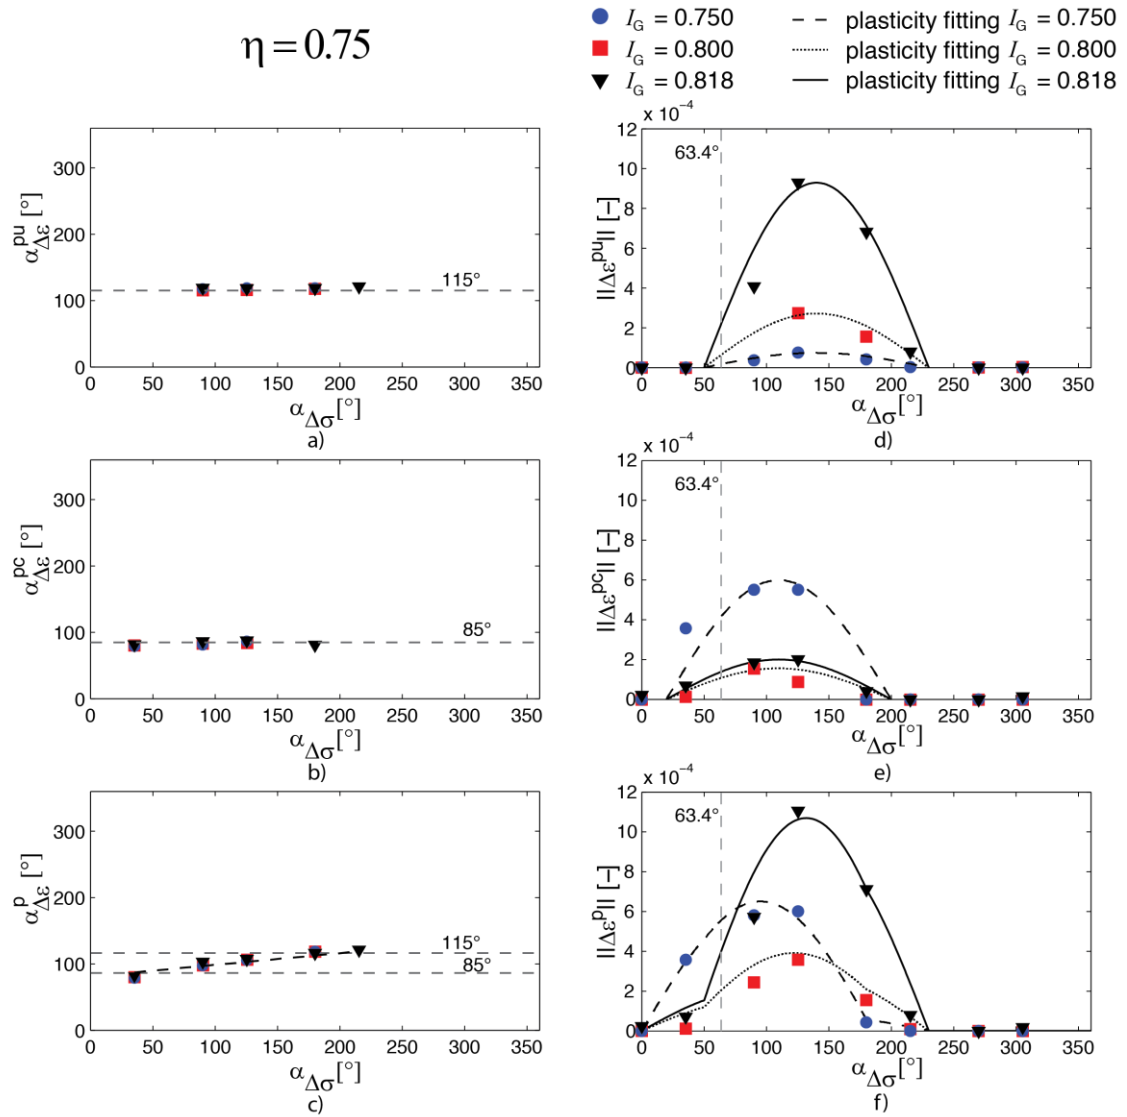 η = 0.75
I_G = 0.750
I_G = 0.800
I_G = 0.818
plasticity fitting I_G = 0.750
plasticity fitting I_G = 0.800
plasticity fitting I_G = 0.818
α^pu_Δε [°]
300
200
100
0
115°
0 50 100 150 200 250 300 350
α_Δσ[°]
a)
x 10^-4
||Δε^pu|| [–]
12
10
8
6
4
2
0
63.4°
0 50 100 150 200 250 300 350
α_Δσ[°]
d)
α^pc_Δε [°]
300
200
100
0
85°
0 50 100 150 200 250 300 350
α_Δσ[°]
b)
x 10^-4
||Δε^pc|| [–]
12
10
8
6
4
2
0
63.4°
0 50 100 150 200 250 300 350
α_Δσ[°]
e)
α^p_Δε [°]
300
200
100
0
115°
85°
0 50 100 150 200 250 300 350
α_Δσ[°]
c)
x 10^-4
||Δε^p|| [–]
12
10
8
6
4
2
0
63.4°
0 50 100 150 200 250 300 350
α_Δσ[°]
f)